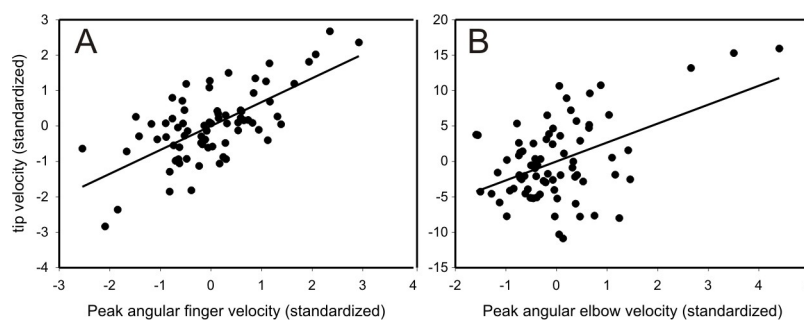 A
B
3
2
1
0
-1
-2
-3
-4
20
15
10
5
0
-5
-10
-15
tip velocity (standardized)
-3 -2 -1 0 1 2 3 4
-2 -1 0 1 2 3 4
Peak angular finger velocity (standardized)
Peak angular elbow velocity (standardized)